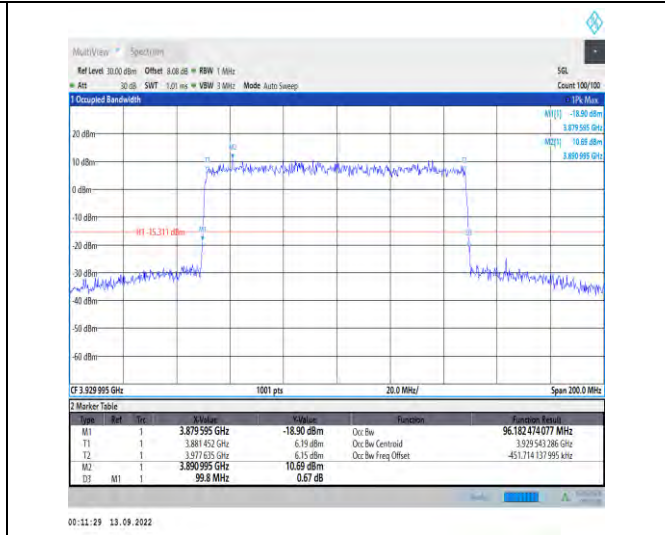 MultiView Spectrum
Ref Level 30.00 dBm Offset 8.08 dB RBW 1 MHz SGL
Att 30 dB SWT 1.01 ms VBW 3 MHz Mode Auto Sweep Count 100/100
1 Occupied Bandwidth 1Pk Max
M1[1] -18.90 dBm
3.879 595 GHz
20 dBm
M2[1] 10.69 dBm
3.890 995 GHz
M2
10 dBm
T1 T2
0 dBm
-10 dBm
H1 -15.311 dBm M1
D3
-20 dBm
-30 dBm
-40 dBm
-50 dBm
-60 dBm
CF 3.929 995 GHz 1001 pts 20.0 MHz/ Span 200.0 MHz
2 Marker Table
Type Ref Trc X-Value Y-Value Function Function Result
M1 1 3.879 595 GHz -18.90 dBm Occ Bw 96.182 474 077 MHz
T1 1 3.881 452 GHz 6.19 dBm Occ Bw Centroid 3.929 543 286 GHz
T2 1 3.977 635 GHz 6.15 dBm Occ Bw Freq Offset -451.714 137 995 kHz
M2 1 3.890 995 GHz 10.69 dBm
D3 M1 1 99.8 MHz 0.67 dB
Ready
00:11:29 13.09.2022